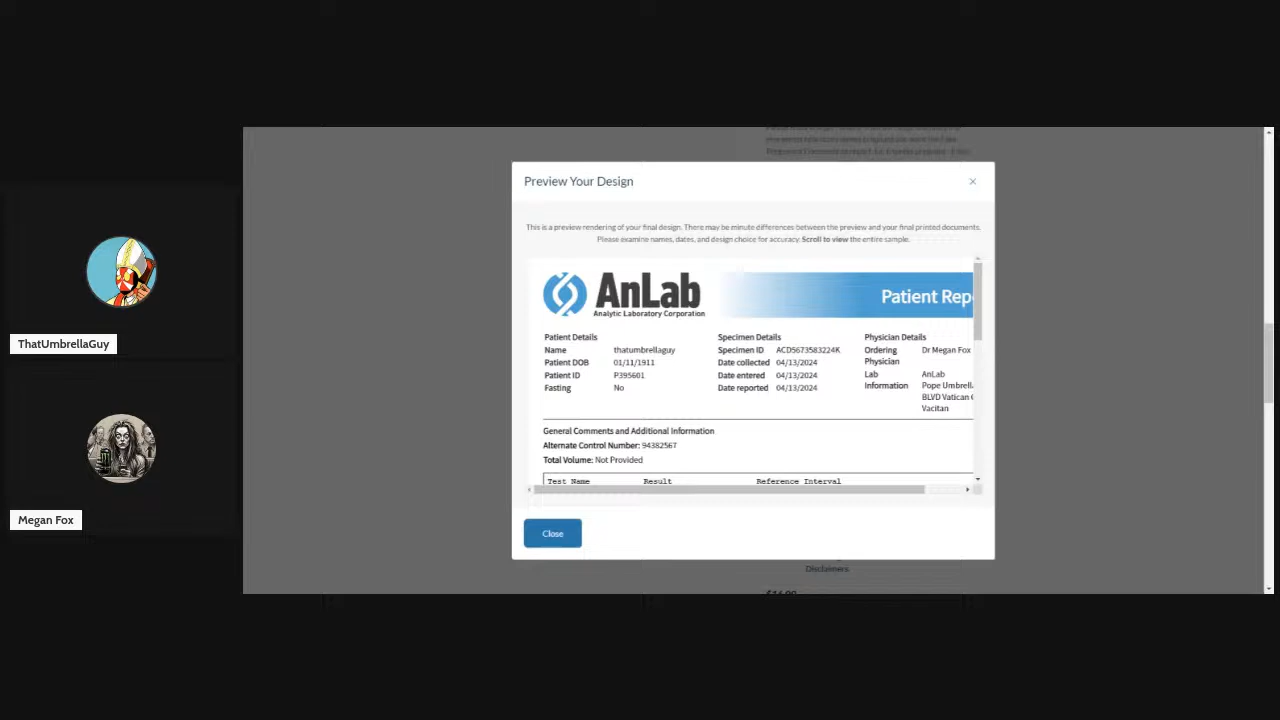 Preview Your Design
This is a preview rendering of your final design. There may be minute differences between the preview and your final printed documents.
Please examine names, dates, and design choice for accuracy. Scroll to view the entire sample.
AnLab
Analytic Laboratory Corporation
Patient Rep
Patient Details
Name thatumbrellaguy
Patient DOB 01/11/1911
Patient ID P395601
Fasting No
Specimen Details
Specimen ID ACD5673583224K
Date collected 04/13/2024
Date entered 04/13/2024
Date reported 04/13/2024
Physician Details
Ordering Dr Megan Fox
Physician
Lab AnLab
Information Pope Umbrell
BLVD Vatican
Vacitan
General Comments and Additional Information
Alternate Control Number: 94382567
Total Volume: Not Provided
Test Name Result Reference Interval
Close
Disclaimers
ThatUmbrellaGuy
Megan Fox